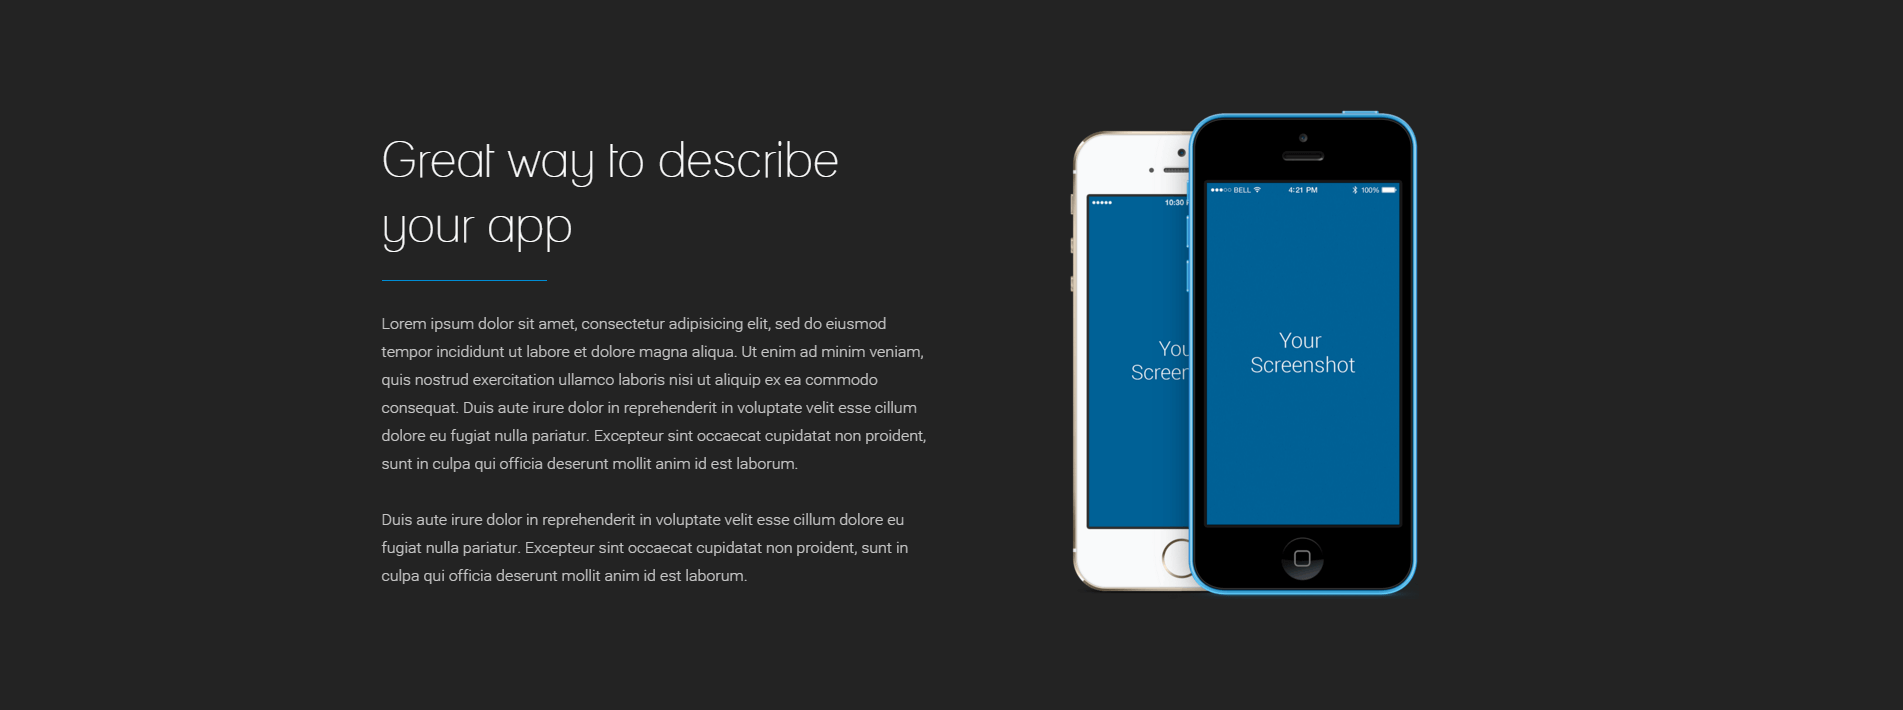 Great way to describe
your app
Lorem ipsum dolor sit amet, consectetur adipisicing elit, sed do eiusmod
tempor incididunt ut labore et dolore magna aliqua. Ut enim ad minim veniam,
quis nostrud exercitation ullamco laboris nisi ut aliquip ex ea commodo
consequat. Duis aute irure dolor in reprehenderit in voluptate velit esse cillum
dolore eu fugiat nulla pariatur. Excepteur sint occaecat cupidatat non proident,
sunt in culpa qui officia deserunt mollit anim id est laborum.
Duis aute irure dolor in reprehenderit in voluptate velit esse cillum dolore eu
fugiat nulla pariatur. Excepteur sint occaecat cupidatat non proident, sunt in
culpa qui officia deserunt mollit anim id est laborum.
10:30
You
Screen
BELL 4:21 PM 100%
Your
Screenshot